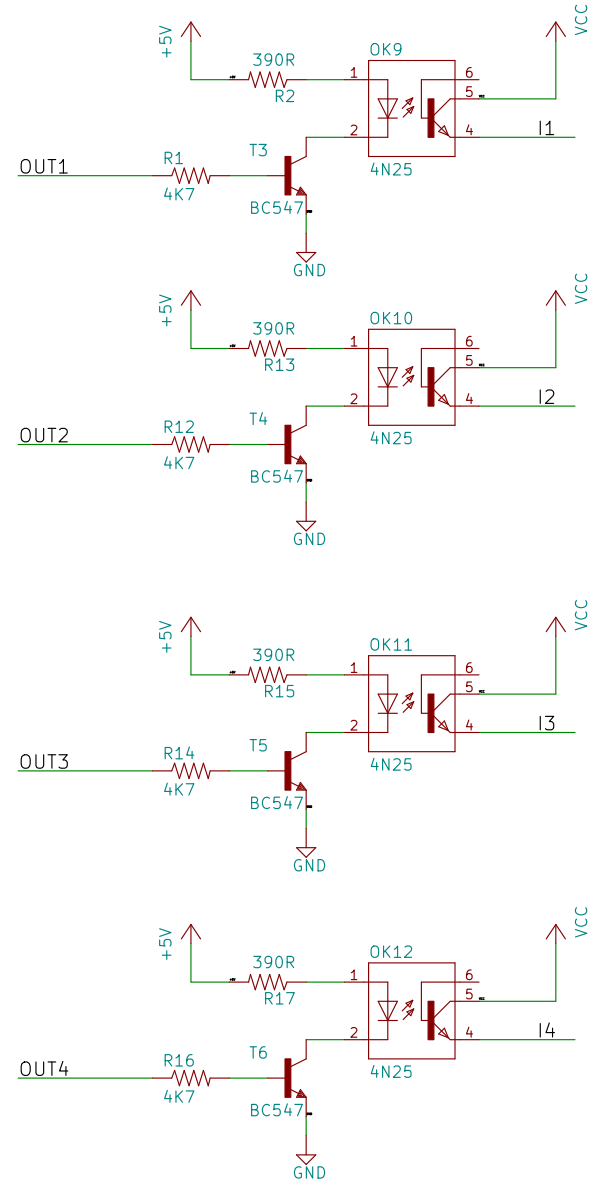 +5V
VCC
OK9
390R
1
6
R2
5
2
4
I1
T3
R1
OUT1
4K7
4N25
BC547
GND
+5V
VCC
OK10
390R
1
6
R13
5
2
4
I2
T4
R12
OUT2
4K7
4N25
BC547
GND
+5V
VCC
OK11
390R
1
6
R15
5
2
4
I3
T5
R14
OUT3
4K7
4N25
BC547
GND
+5V
VCC
OK12
390R
1
6
R17
5
2
4
I4
T6
R16
OUT4
4K7
4N25
BC547
GND